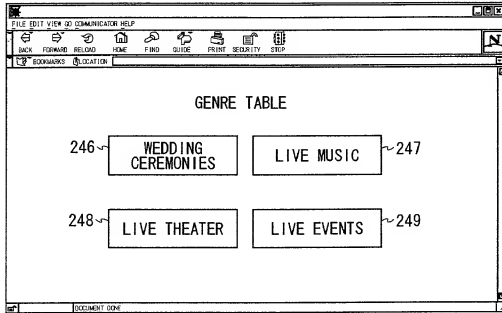 FILE EDIT VIEW GO COMMUNICATOR HELP
BACK FORWARD RELOAD HOME FIND GUIDE PRINT SECURITY STOP
N
BOOKMARKS LOCATION
GENRE TABLE
246 WEDDING CEREMONIES LIVE MUSIC 247
248 LIVE THEATER LIVE EVENTS 249
DOCUMENT DONE